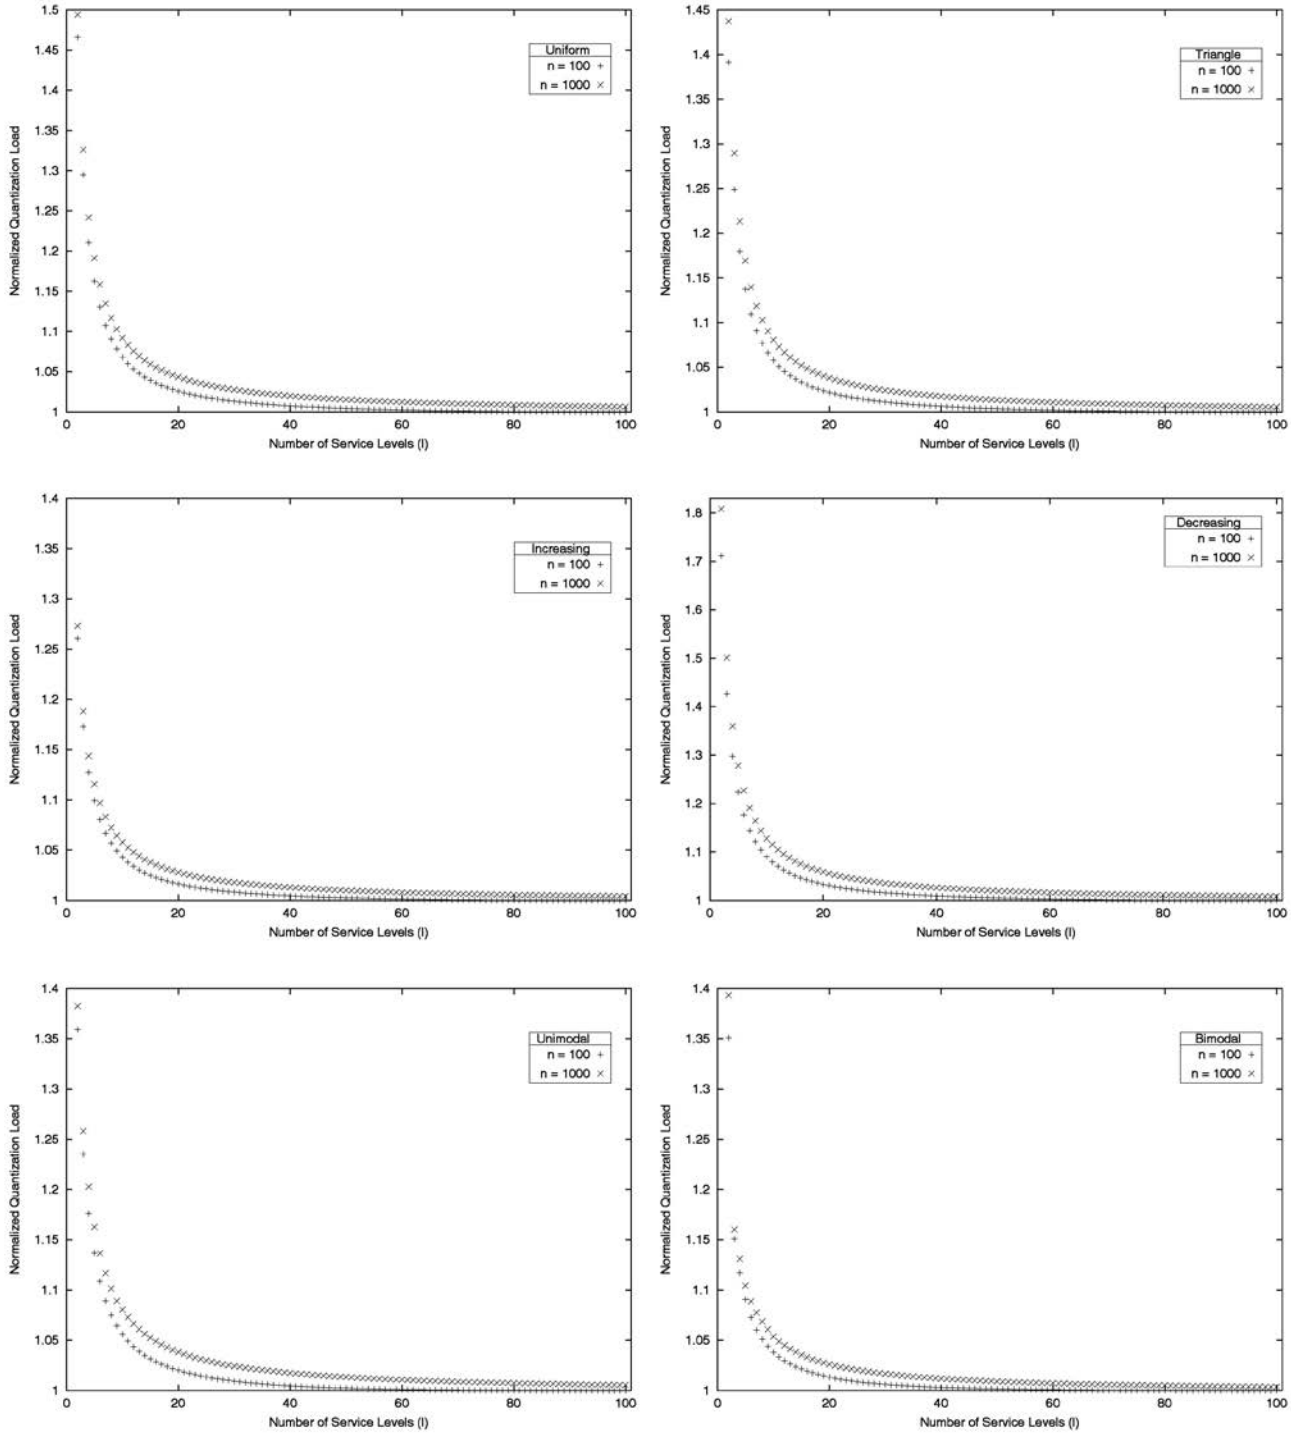 1.5
1.45
1.4
1.35
1.3
1.25
1.2
1.15
1.1
1.05
1
0 20 40 60 80 100
Normalized Quantization Load
Number of Service Levels (l)
Uniform
n = 100 +
n = 1000 ×
1.45
1.4
1.35
1.3
1.25
1.2
1.15
1.1
1.05
1
0 20 40 60 80 100
Normalized Quantization Load
Number of Service Levels (l)
Triangle
n = 100 +
n = 1000 ×
1.4
1.35
1.3
1.25
1.2
1.15
1.1
1.05
1
0 20 40 60 80 100
Normalized Quantization Load
Number of Service Levels (l)
Increasing
n = 100 +
n = 1000 ×
1.8
1.7
1.6
1.5
1.4
1.3
1.2
1.1
1
0 20 40 60 80 100
Normalized Quantization Load
Number of Service Levels (l)
Decreasing
n = 100 +
n = 1000 ×
1.4
1.35
1.3
1.25
1.2
1.15
1.1
1.05
1
0 20 40 60 80 100
Normalized Quantization Load
Number of Service Levels (l)
Unimodal
n = 100 +
n = 1000 ×
1.4
1.35
1.3
1.25
1.2
1.15
1.1
1.05
1
0 20 40 60 80 100
Normalized Quantization Load
Number of Service Levels (l)
Bimodal
n = 100 +
n = 1000 ×